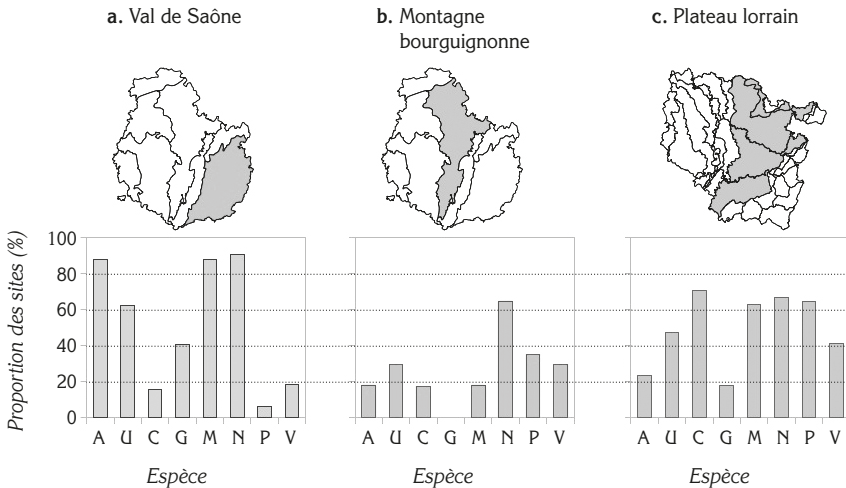 a. Val de Saône
b. Montagne
bourguignonne
c. Plateau lorrain
Proportion des sites (%)
100
80
60
40
20
0
A U C G M N P V
A U C G M N P V
A U C G M N P V
Espèce
Espèce
Espèce